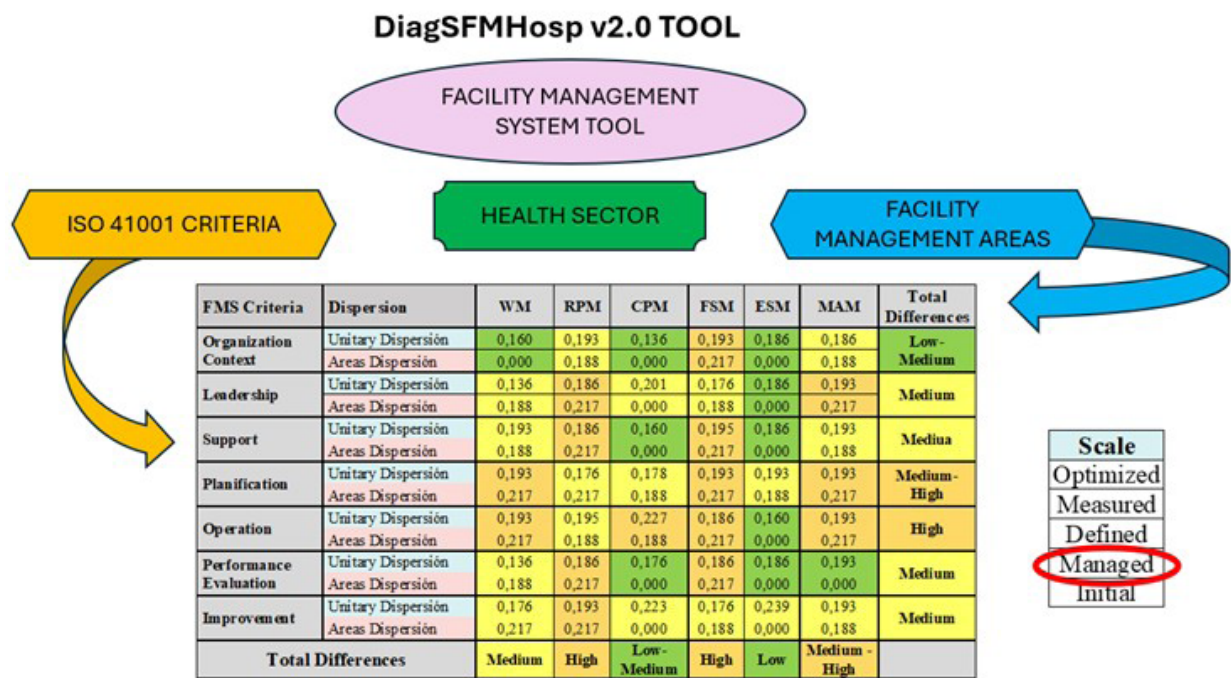 DiagSFMHosp v2.0 TOOL
FACILITY MANAGEMENT
SYSTEM TOOL
ISO 41001 CRITERIA
HEALTH SECTOR
FACILITY
MANAGEMENT AREAS
FMS Criteria Dispersion WM RPM CPM FSM ESM MAM Total Differences
Organization Context Unitary Dispersión 0,160 0,193 0,136 0,193 0,186 0,186 Low-Medium
Areas Dispersión 0,000 0,188 0,000 0,217 0,000 0,188
Leadership Unitary Dispersión 0,136 0,186 0,201 0,176 0,186 0,193 Medium
Areas Dispersión 0,188 0,217 0,000 0,188 0,000 0,217
Support Unitary Dispersión 0,193 0,186 0,160 0,195 0,186 0,193 Mediua
Areas Dispersión 0,188 0,217 0,000 0,217 0,000 0,188
Planification Unitary Dispersión 0,193 0,176 0,178 0,193 0,193 0,193 Medium-High
Areas Dispersión 0,217 0,217 0,188 0,217 0,188 0,217
Operation Unitary Dispersión 0,193 0,195 0,227 0,186 0,160 0,193 High
Areas Dispersión 0,217 0,188 0,188 0,217 0,000 0,217
Performance Evaluation Unitary Dispersión 0,136 0,186 0,176 0,186 0,186 0,193 Medium
Areas Dispersión 0,188 0,217 0,000 0,217 0,000 0,000
Improvement Unitary Dispersión 0,176 0,193 0,223 0,176 0,239 0,193 Medium
Areas Dispersión 0,217 0,217 0,000 0,188 0,000 0,188
Total Differences Medium High Low-Medium High Low Medium - High
Scale
Optimized
Measured
Defined
Managed
Initial